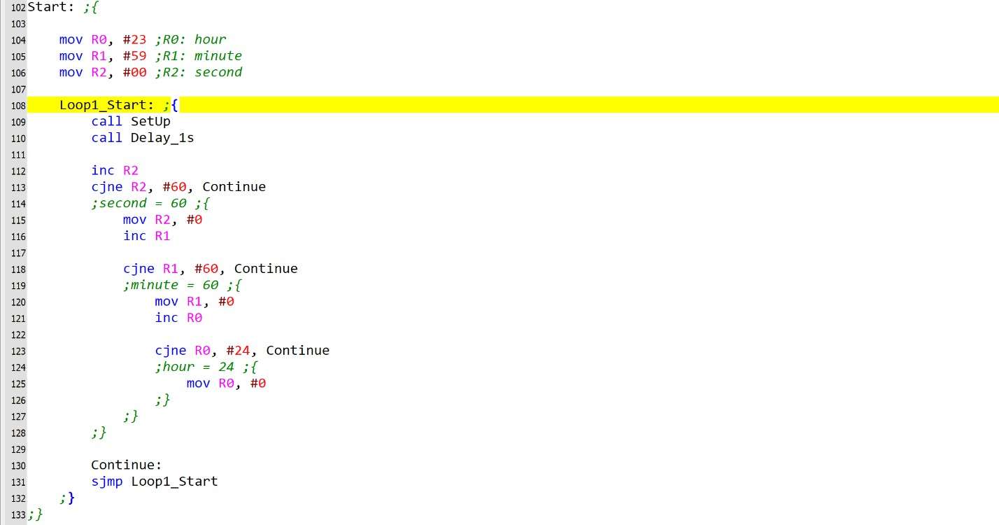 102 Start: ;{
103
104     mov R0, #23 ;R0: hour
105     mov R1, #59 ;R1: minute
106     mov R2, #00 ;R2: second
107
108     Loop1_Start: ;{
109         call SetUp
110         call Delay_1s
111
112         inc R2
113         cjne R2, #60, Continue
114         ;second = 60 ;{
115             mov R2, #0
116             inc R1
117
118             cjne R1, #60, Continue
119             ;minute = 60 ;{
120                 mov R1, #0
121                 inc R0
122
123                 cjne R0, #24, Continue
124                 ;hour = 24 ;{
125                     mov R0, #0
126                 ;}
127             ;}
128         ;}
129
130         Continue:
131         sjmp Loop1_Start
132     ;}
133 ;}